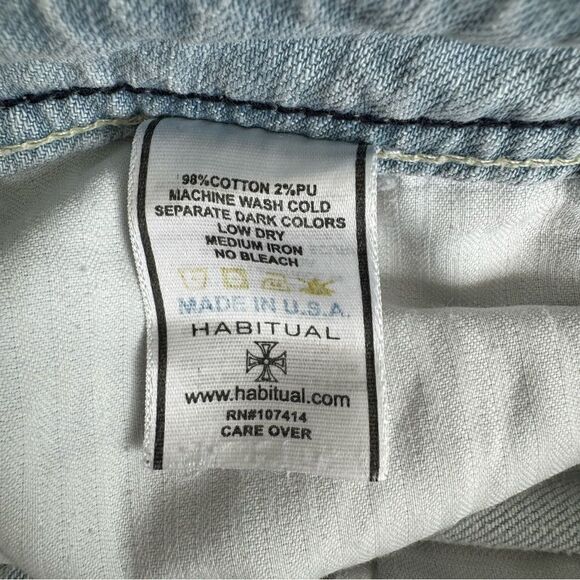 98%COTTON 2%PU
MACHINE WASH COLD
SEPARATE DARK COLORS
LOW DRY
MEDIUM IRON
NO BLEACH
MADE IN U.S.A.
HABITUAL
www.habitual.com
RN#107414
CARE OVER